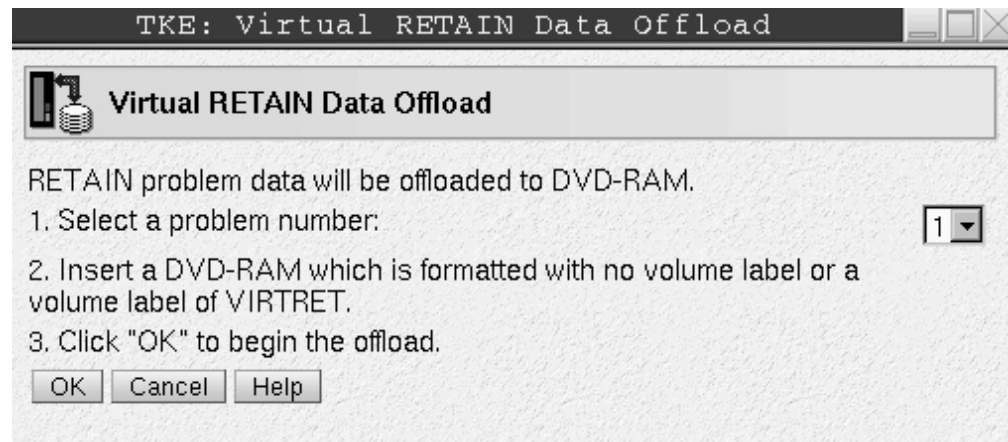 TKE: Virtual RETAIN Data Offload
Virtual RETAIN Data Offload
RETAIN problem data will be offloaded to DVD-RAM.
1. Select a problem number:
1
2. Insert a DVD-RAM which is formatted with no volume label or a
volume label of VIRTRET.
3. Click "OK" to begin the offload.
OK Cancel Help